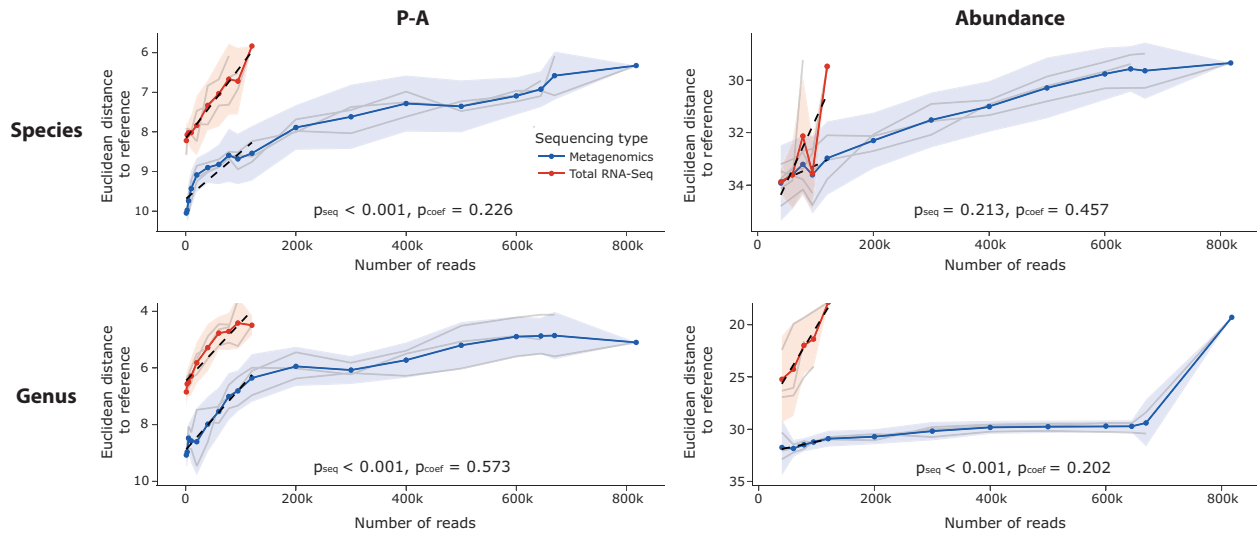 P-A
Abundance
Species
Euclidean distance
to reference
6
7
8
9
10
0
200k
400k
600k
800k
Number of reads
Sequencing type
Metagenomics
Total RNA-Seq
pseq < 0.001, pcoef = 0.226
Euclidean distance
to reference
30
32
34
0
200k
400k
600k
800k
Number of reads
pseq = 0.213, pcoef = 0.457
Genus
Euclidean distance
to reference
4
6
8
10
0
200k
400k
600k
800k
Number of reads
pseq < 0.001, pcoef = 0.573
Euclidean distance
to reference
20
25
30
35
0
200k
400k
600k
800k
Number of reads
pseq < 0.001, pcoef = 0.202